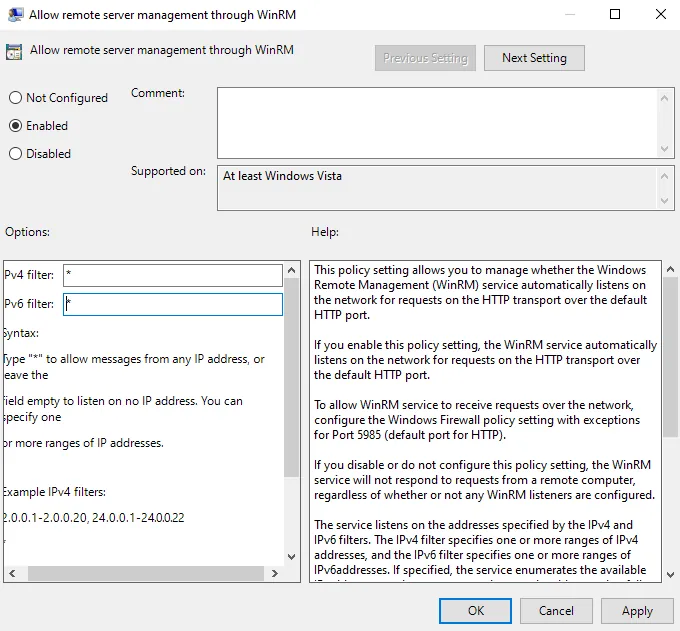 Allow remote server management through WinRM
Allow remote server management through WinRM
Previous Setting
Next Setting
Not Configured
Enabled
Disabled
Comment:
Supported on:
At least Windows Vista
Options:
Help:
Pv4 filter:
*
Pv6 filter:
*
Syntax:
Type "*" to allow messages from any IP address, or
leave the
field empty to listen on no IP address. You can
specify one
or more ranges of IP addresses.
Example IPv4 filters:
2.0.0.1-2.0.0.20, 24.0.0.1-24.0.0.22
*
This policy setting allows you to manage whether the Windows
Remote Management (WinRM) service automatically listens on
the network for requests on the HTTP transport over the default
HTTP port.
If you enable this policy setting, the WinRM service automatically
listens on the network for requests on the HTTP transport over
the default HTTP port.
To allow WinRM service to receive requests over the network,
configure the Windows Firewall policy setting with exceptions
for Port 5985 (default port for HTTP).
If you disable or do not configure this policy setting, the WinRM
service will not respond to requests from a remote computer,
regardless of whether or not any WinRM listeners are configured.
The service listens on the addresses specified by the IPv4 and
IPv6 filters. The IPv4 filter specifies one or more ranges of IPv4
addresses, and the IPv6 filter specifies one or more ranges of
IPv6addresses. If specified, the service enumerates the available
OK
Cancel
Apply